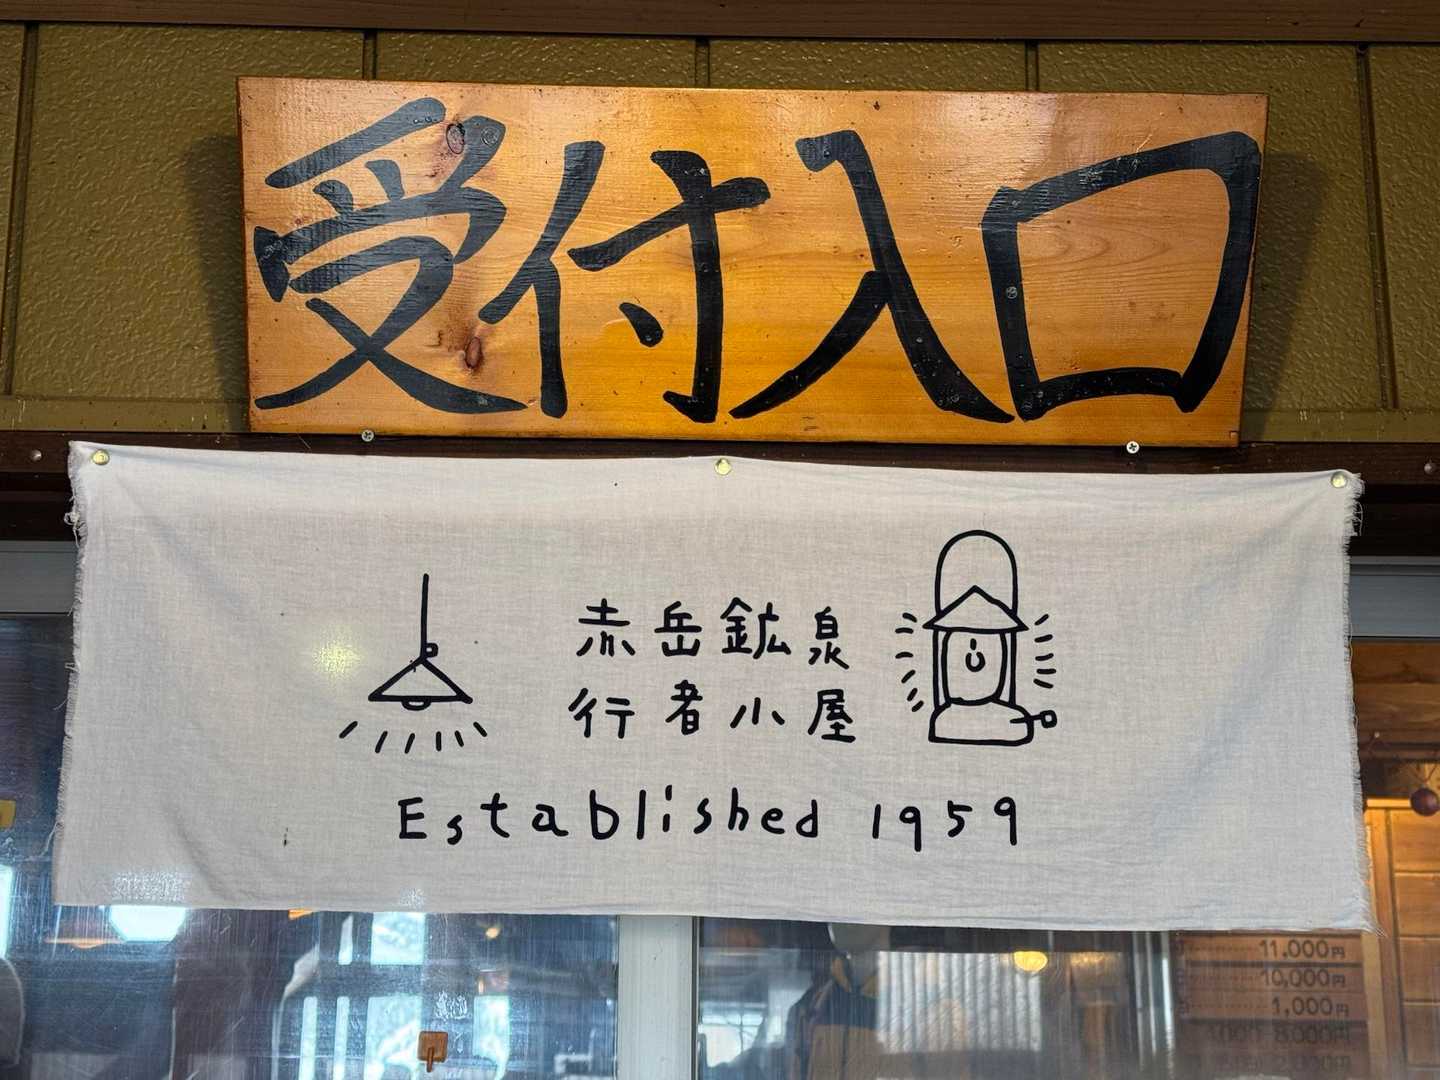 受付入口
赤岳鉱泉
行者小屋
Established 1959
11,000円
10,000円
1,000円